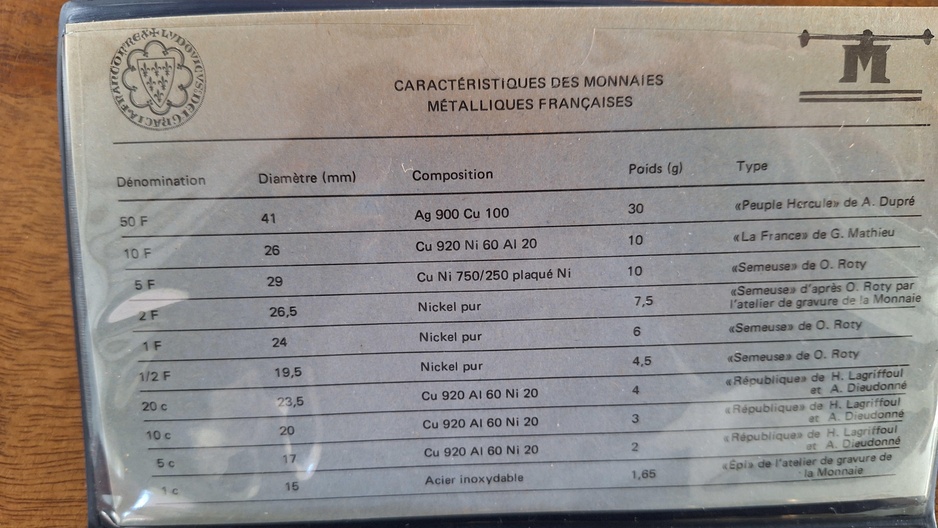 FRANCOR·REX + LVDOVICVS·DEI·GRACIA
M
CARACTÉRISTIQUES DES MONNAIES
MÉTALLIQUES FRANÇAISES
Dénomination Diamètre (mm) Composition Poids (g) Type
50 F 41 Ag 900 Cu 100 30 «Peuple Hercule» de A. Dupré
10 F 26 Cu 920 Ni 60 Al 20 10 «La France» de G. Mathieu
5 F 29 Cu Ni 750/250 plaqué Ni 10 «Semeuse» de O. Roty
2 F 26,5 Nickel pur 7,5 «Semeuse» d'après O. Roty par
l'atelier de gravure de la Monnaie
1 F 24 Nickel pur 6 «Semeuse» de O. Roty
1/2 F 19,5 Nickel pur 4,5 «Semeuse» de O. Roty
20 c 23,5 Cu 920 Al 60 Ni 20 4 «République» de H. Lagriffoul
et A. Dieudonné
10 c 20 Cu 920 Al 60 Ni 20 3 «République» de H. Lagriffoul
et A. Dieudonné
5 c 17 Cu 920 Al 60 Ni 20 2 «République» de H. Lagriffoul
et A. Dieudonné
1 c 15 Acier inoxydable 1,65 «Epi» de l'atelier de gravure de
la Monnaie